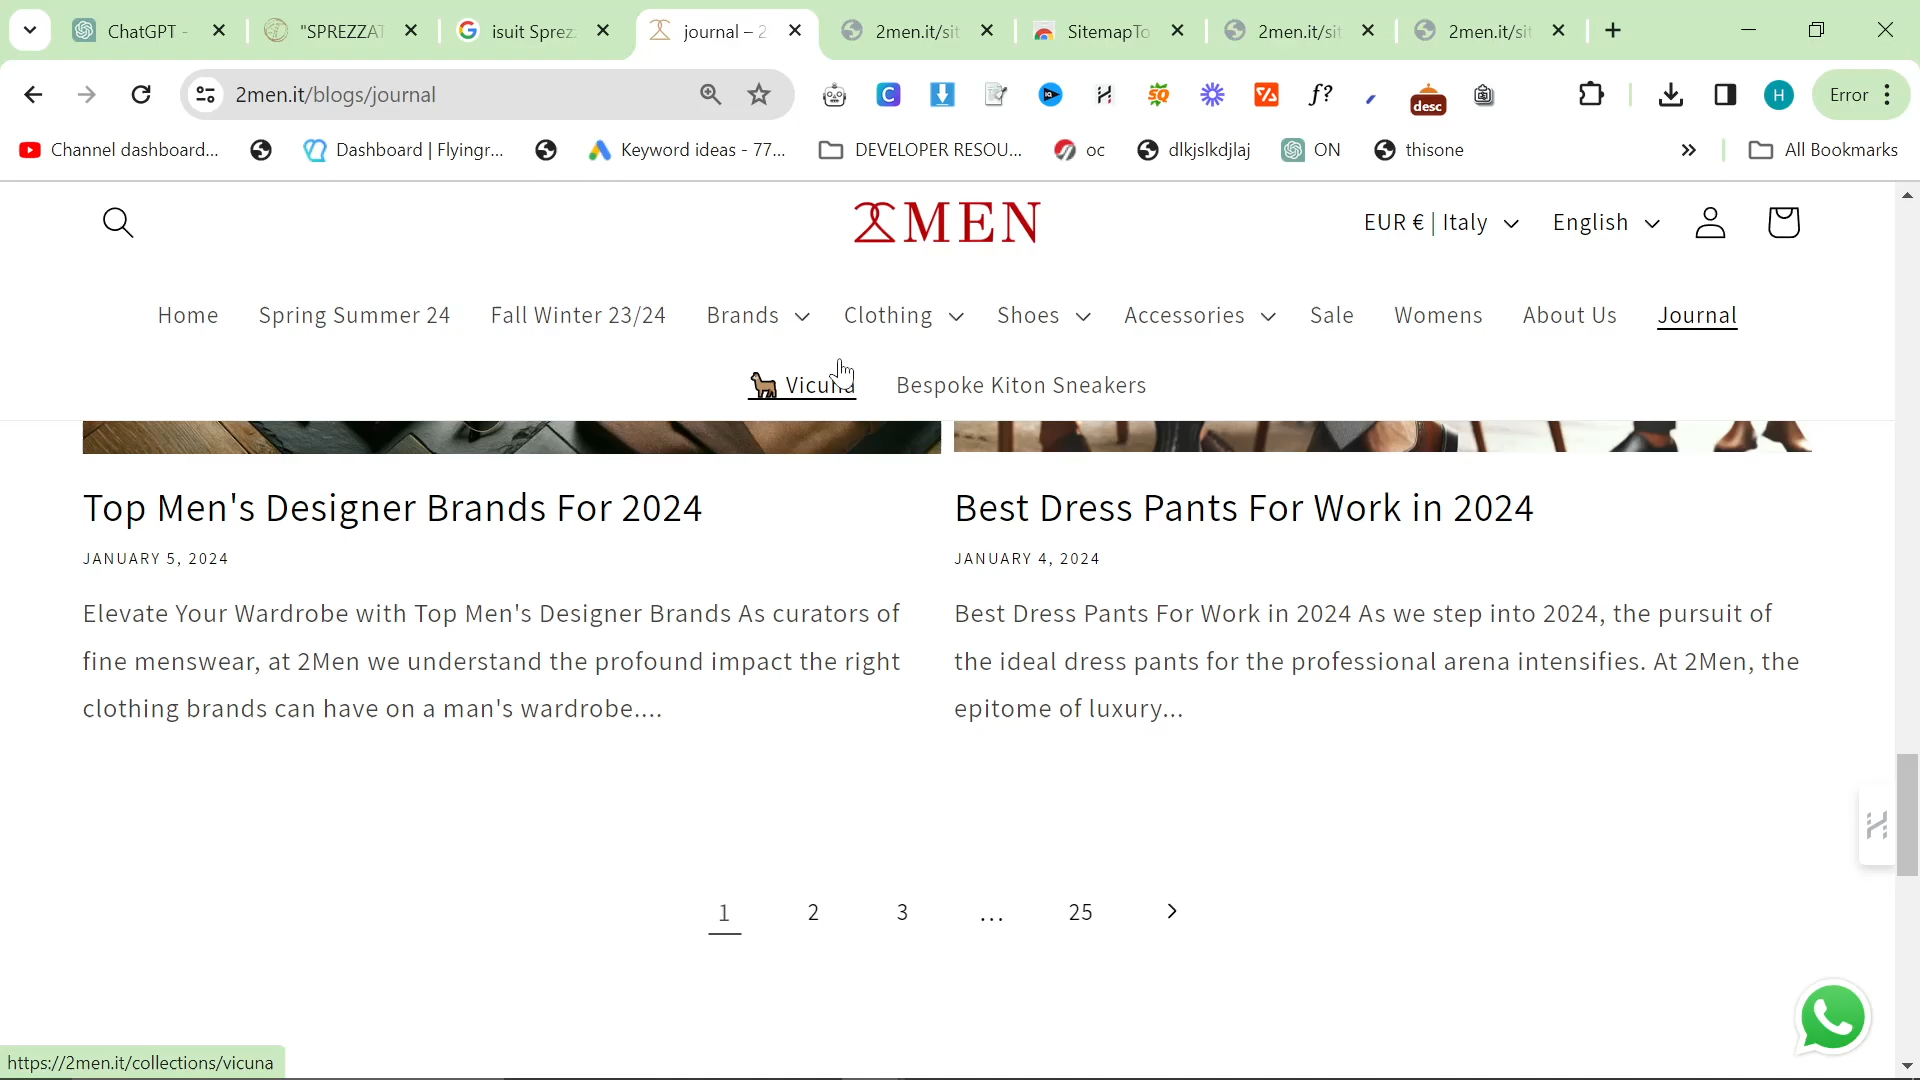 ChatGPT -
"SPREZZAT
isuit Sprez
journal – 2
2men.it/sit
SitemapTo
2men.it/sit
2men.it/sit
2men.it/blogs/journal
desc
H
Error
Channel dashboard...
Dashboard | Flyingr...
Keyword ideas - 77...
DEVELOPER RESOU...
oc
dlkjslkdjlaj
ON
thisone
All Bookmarks
2MEN
EUR € | Italy
English
Home
Spring Summer 24
Fall Winter 23/24
Brands
Clothing
Shoes
Accessories
Sale
Womens
About Us
Journal
Vicuna
Bespoke Kiton Sneakers
Top Men's Designer Brands For 2024
JANUARY 5, 2024
Elevate Your Wardrobe with Top Men's Designer Brands As curators of
fine menswear, at 2Men we understand the profound impact the right
clothing brands can have on a man's wardrobe....
Best Dress Pants For Work in 2024
JANUARY 4, 2024
Best Dress Pants For Work in 2024 As we step into 2024, the pursuit of
the ideal dress pants for the professional arena intensifies. At 2Men, the
epitome of luxury...
1
2
3
...
25
https://2men.it/collections/vicuna